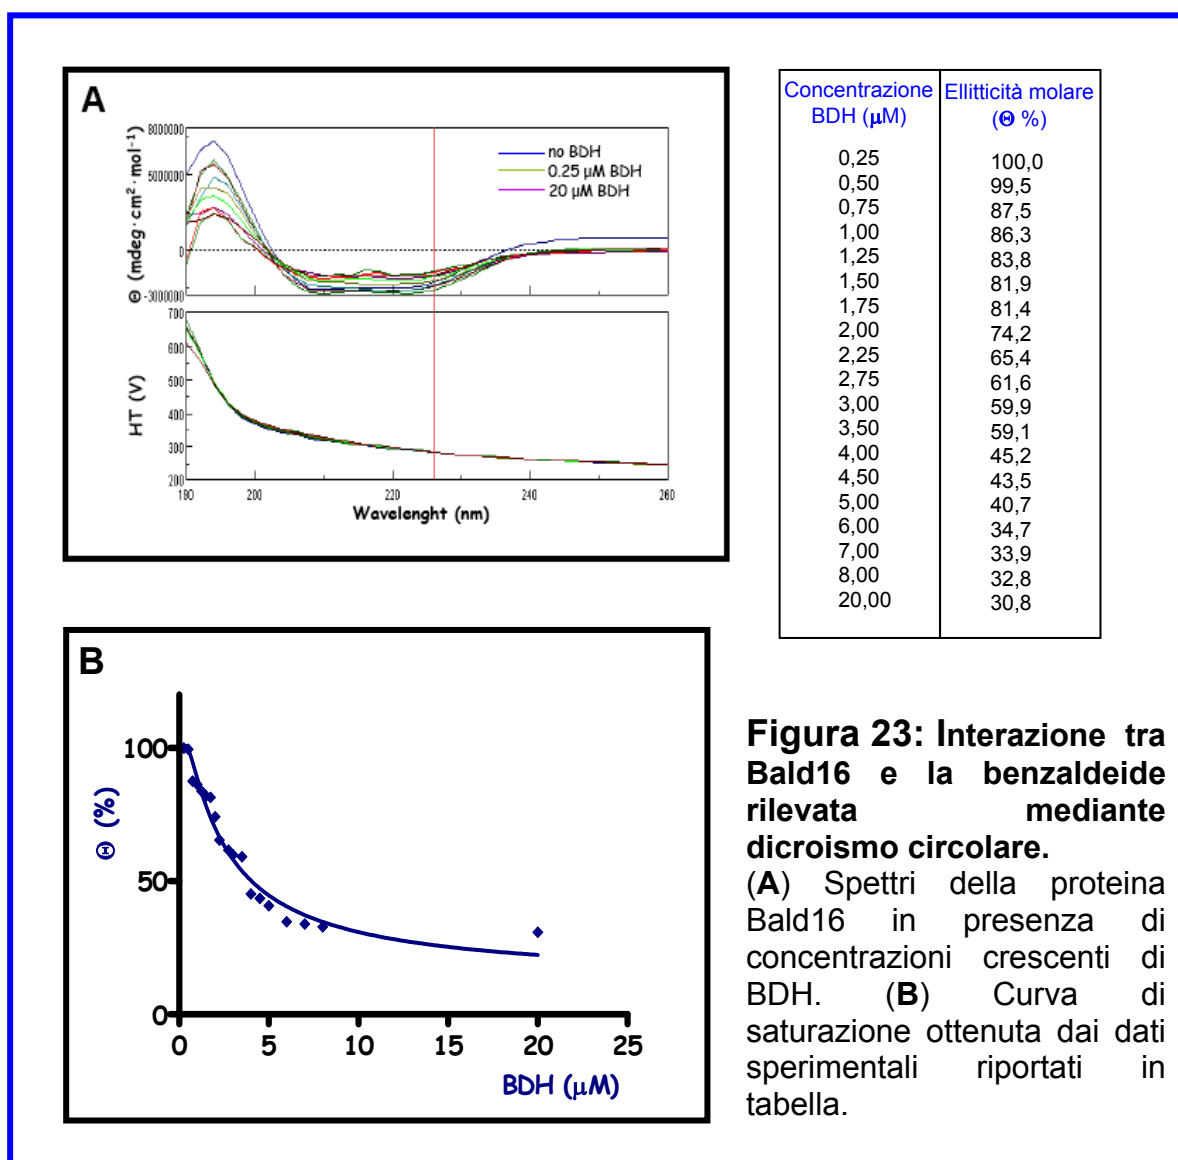 A
Θ (mdeg·cm²·mol⁻¹)
8000000
5000000
0
-3000000
no BDH
0.25 µM BDH
20 µM BDH
HT (V)
700
600
500
400
300
200
190 200 220 240 260
Wavelenght (nm)
Concentrazione BDH (µM) Ellitticità molare (Θ %)
0,25 100,0
0,50 99,5
0,75 87,5
1,00 86,3
1,25 83,8
1,50 81,9
1,75 81,4
2,00 74,2
2,25 65,4
2,75 61,6
3,00 59,9
3,50 59,1
4,00 45,2
4,50 43,5
5,00 40,7
6,00 34,7
7,00 33,9
8,00 32,8
20,00 30,8
B
Θ (%)
100
50
0
0 5 10 15 20 25
BDH (µM)
Figura 23: Interazione tra
Bald16 e la benzaldeide
rilevata mediante
dicroismo circolare.
(A) Spettri della proteina
Bald16 in presenza di
concentrazioni crescenti di
BDH. (B) Curva di
saturazione ottenuta dai dati
sperimentali riportati in
tabella.